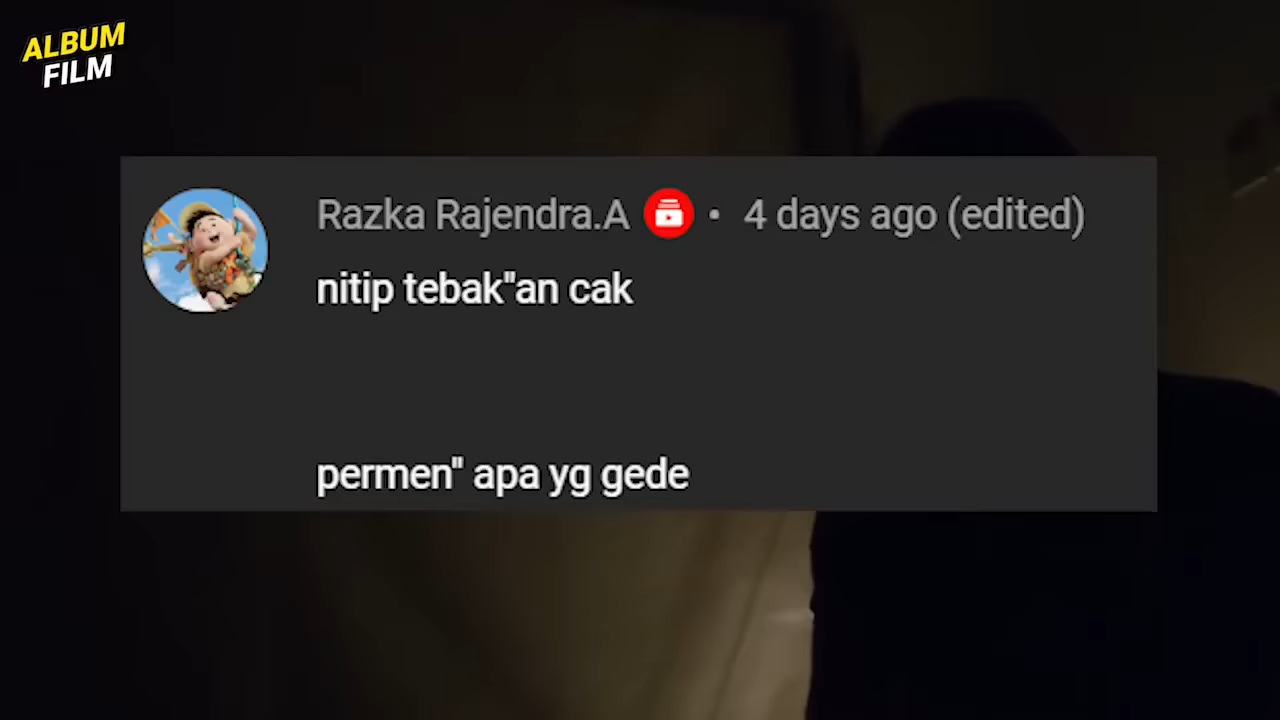 ALBUM
FILM
Razka Rajendra.A • 4 days ago (edited)
nitip tebak"an cak
permen" apa yg gede